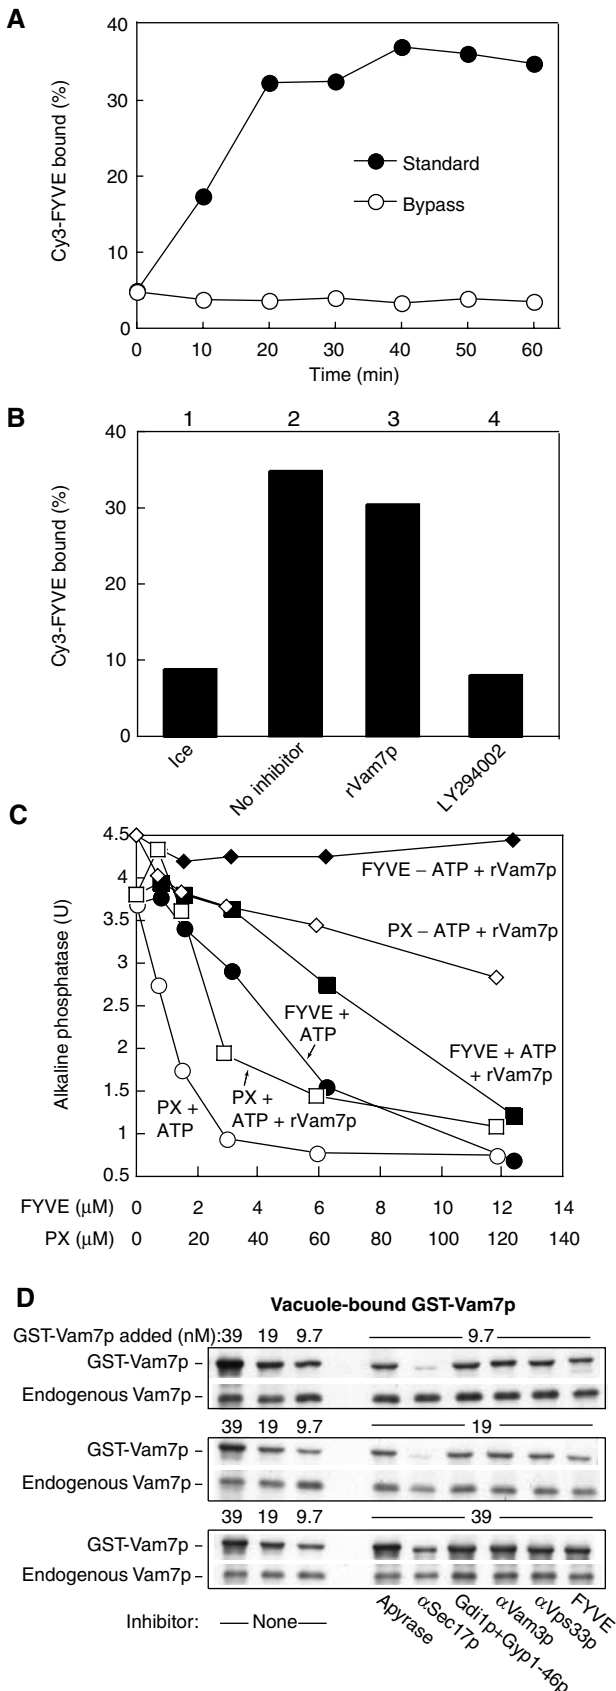 A
40
30
20
10
0
Cy3-FYVE bound (%)
Standard
Bypass
0 10 20 30 40 50 60
Time (min)
B
1 2 3 4
40
30
20
10
0
Cy3-FYVE bound (%)
Ice
No inhibitor
rVam7p
LY294002
C
4.5
4
3.5
3
2.5
2
1.5
1
0.5
Alkaline phosphatase (U)
FYVE – ATP + rVam7p
PX – ATP + rVam7p
FYVE +
ATP
FYVE + ATP
+ rVam7p
PX +
ATP
PX +
ATP + rVam7p
FYVE (μM) 0 2 4 6 8 10 12 14
PX (μM) 0 20 40 60 80 100 120 140
D
Vacuole-bound GST-Vam7p
GST-Vam7p added (nM): 39 19 9.7 9.7
GST-Vam7p
Endogenous Vam7p
39 19 9.7 19
GST-Vam7p
Endogenous Vam7p
39 19 9.7 39
GST-Vam7p
Endogenous Vam7p
Inhibitor: None
Apyrase
αSec17p
Gdi1p+Gyp1-46p
αVam3p
αVps33p
FYVE